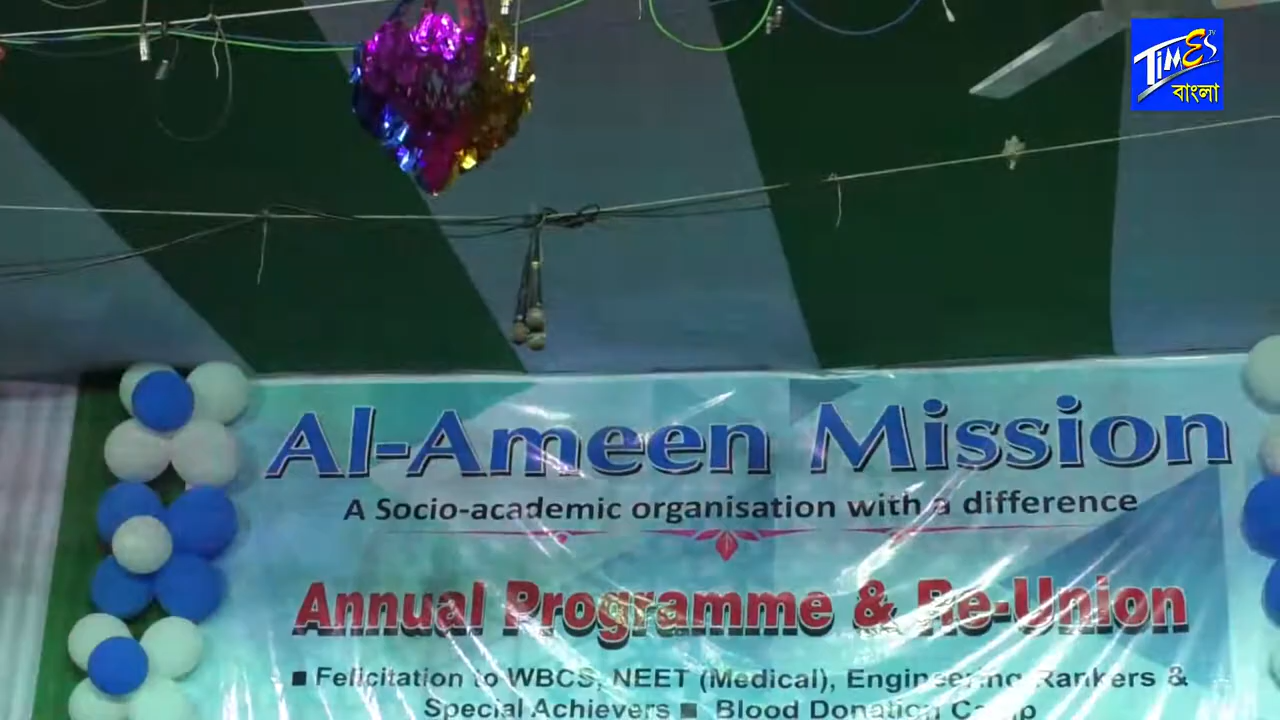 TIMES TV
বাংলা
Al-Ameen Mission
A Socio-academic organisation with a difference
Annual Programme & Re-Union
■ Felicitation to WBCS, NEET (Medical), Engineering Rankers &
Special Achievers ■ Blood Donation Camp